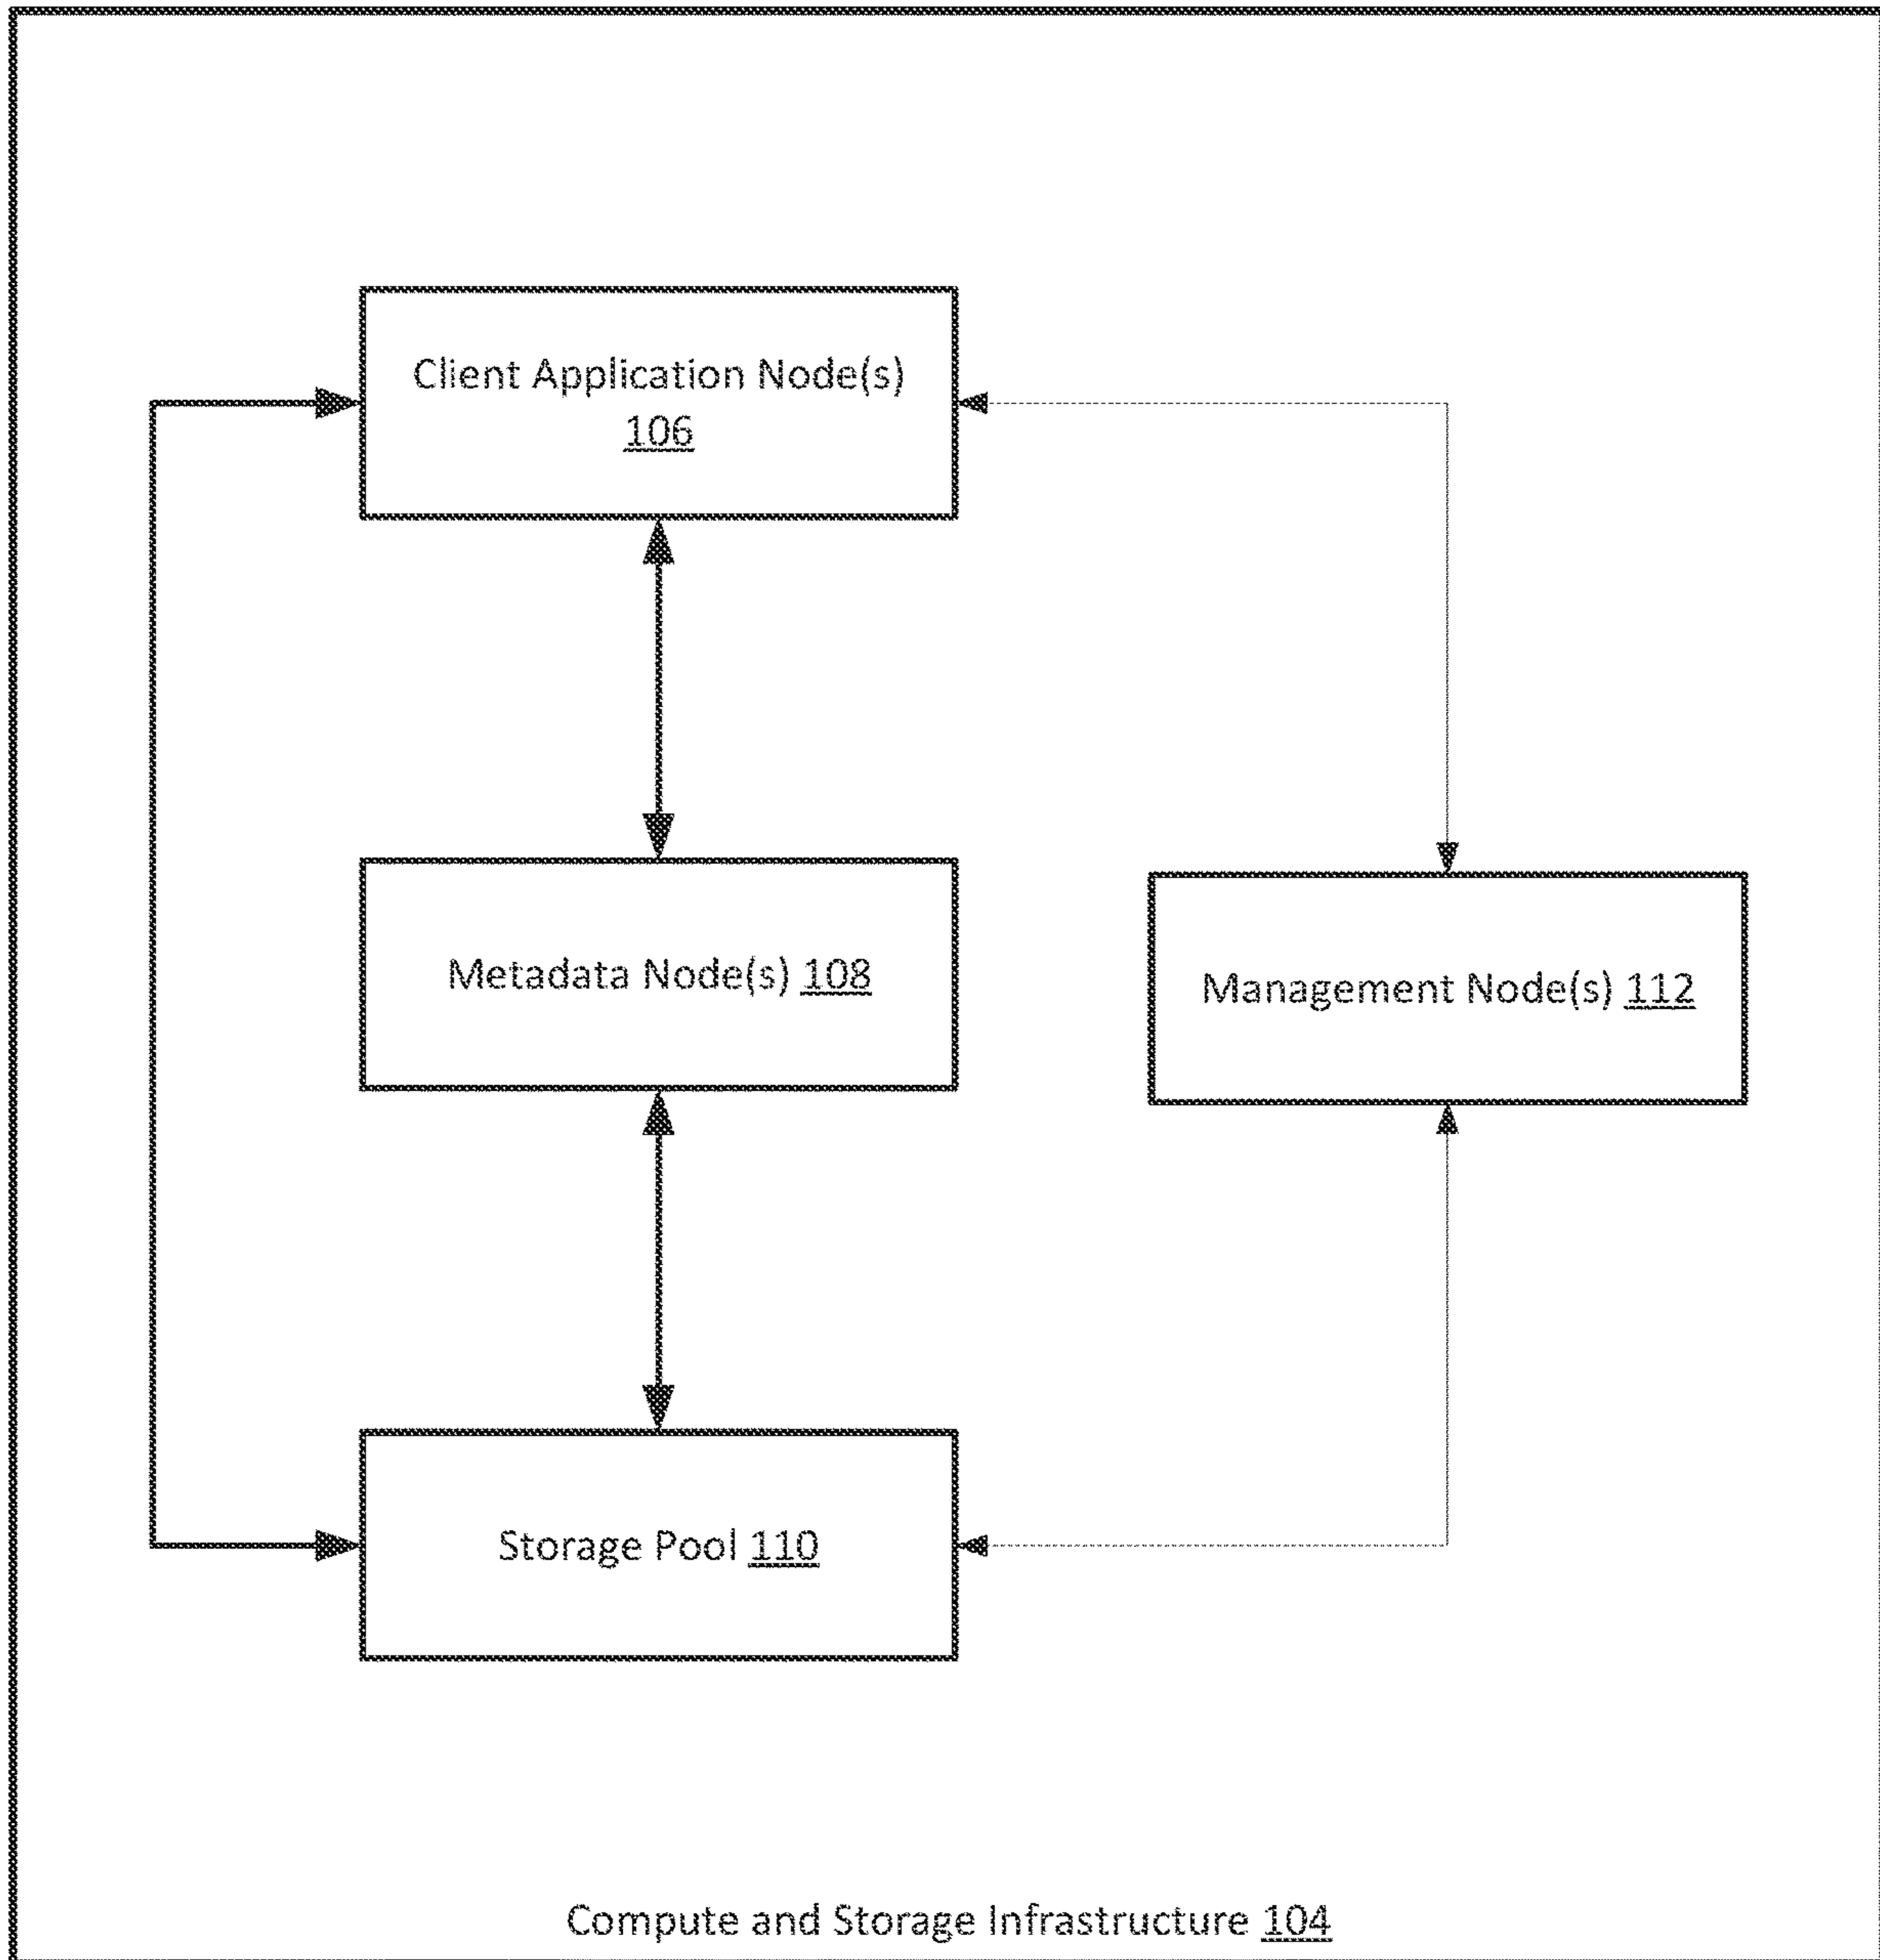 Client Application Node(s)
106
Metadata Node(s) 108
Management Node(s) 112
Storage Pool 110
Compute and Storage Infrastructure 104